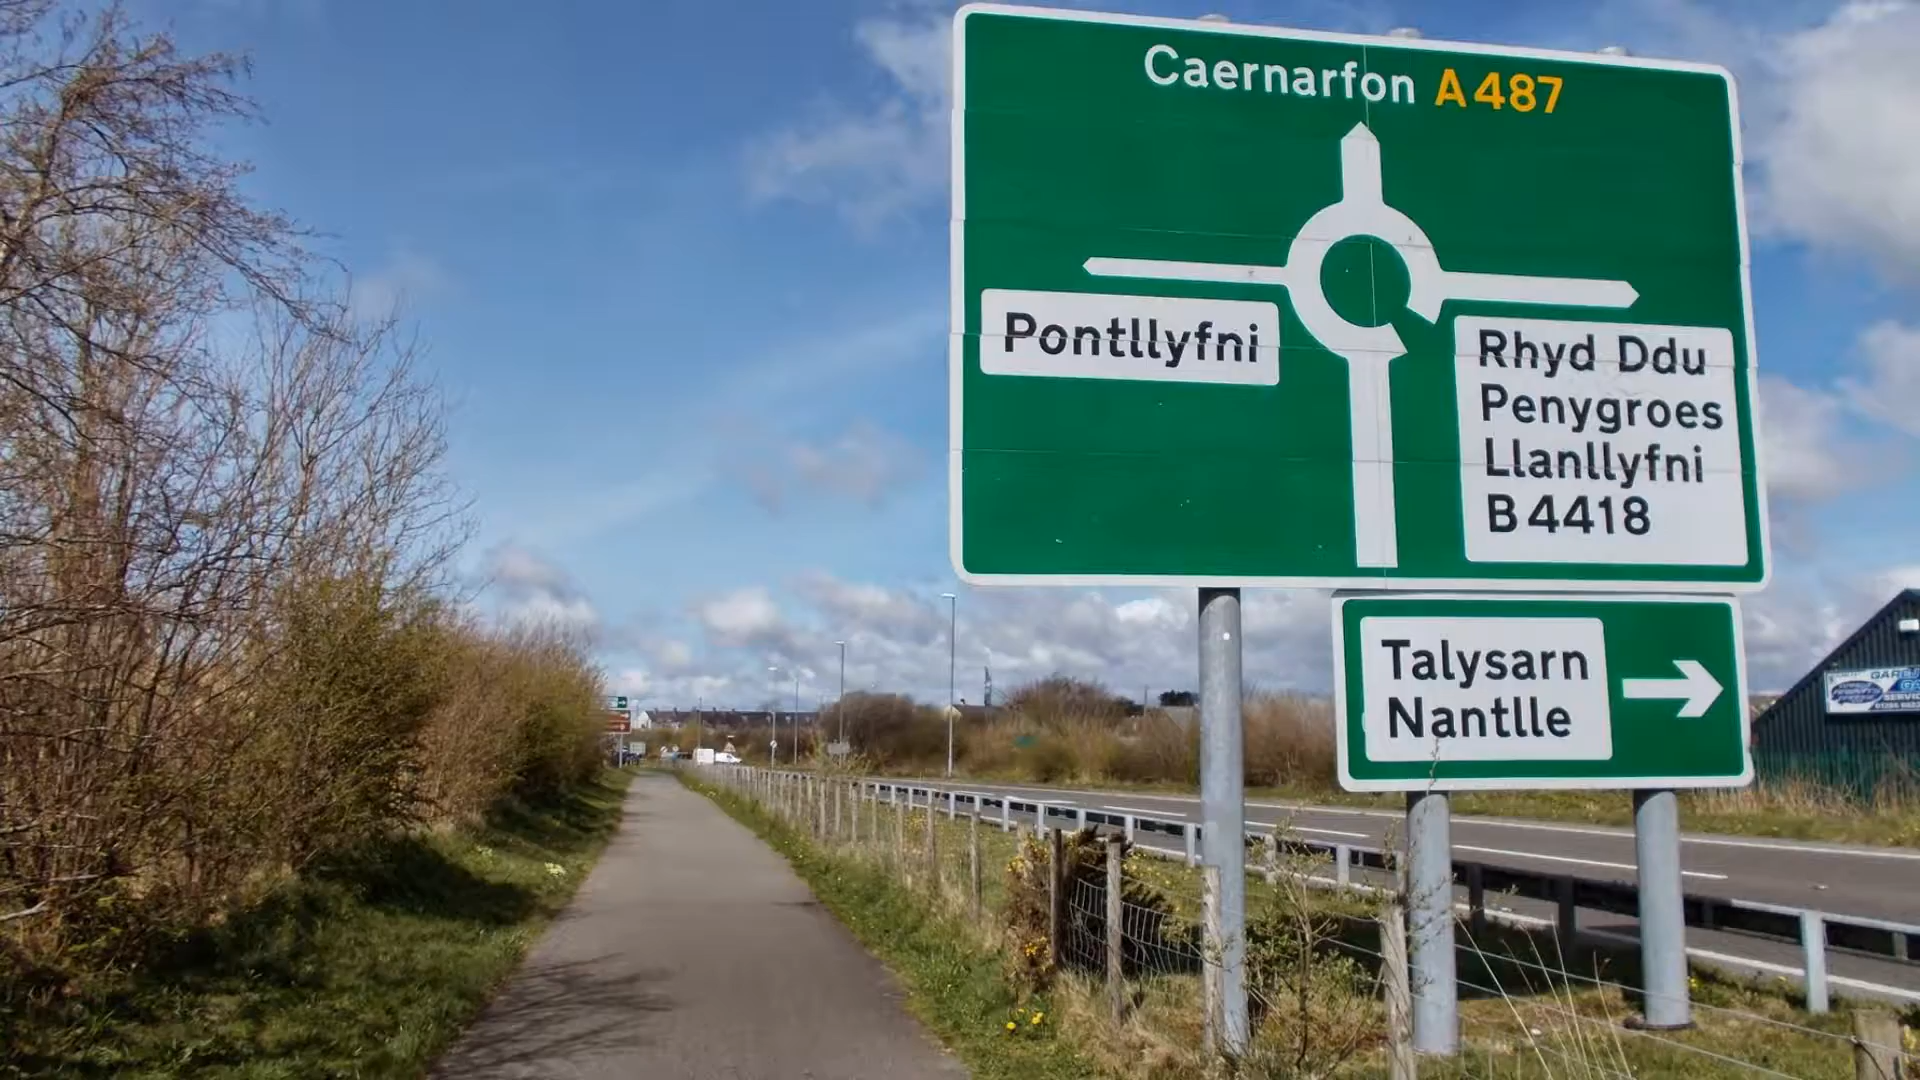 Caernarfon A487
Pontllyfni
Rhyd Ddu
Penygroes
Llanllyfni
B4418
Talysarn
Nantlle